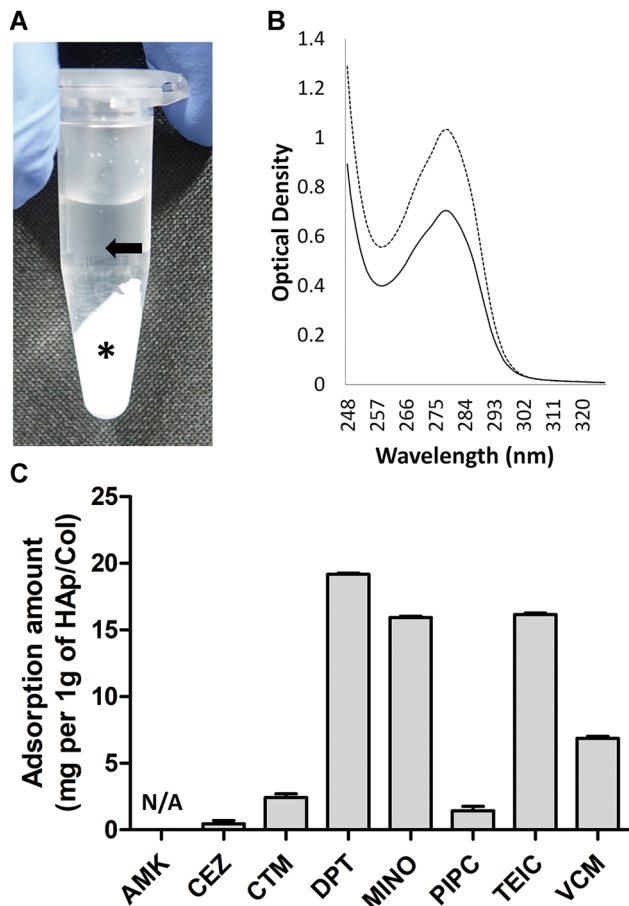 A
*
B
1.4
1.2
1
0.8
0.6
0.4
0.2
0
Optical Density
248 257 266 275 284 293 302 311 320
Wavelength (nm)
C
25
20
15
10
5
0
Adsorption amount
(mg per 1g of HAp/Col)
N/A
AMK CEZ CTM DPT MINO PIPC TEIC VCM